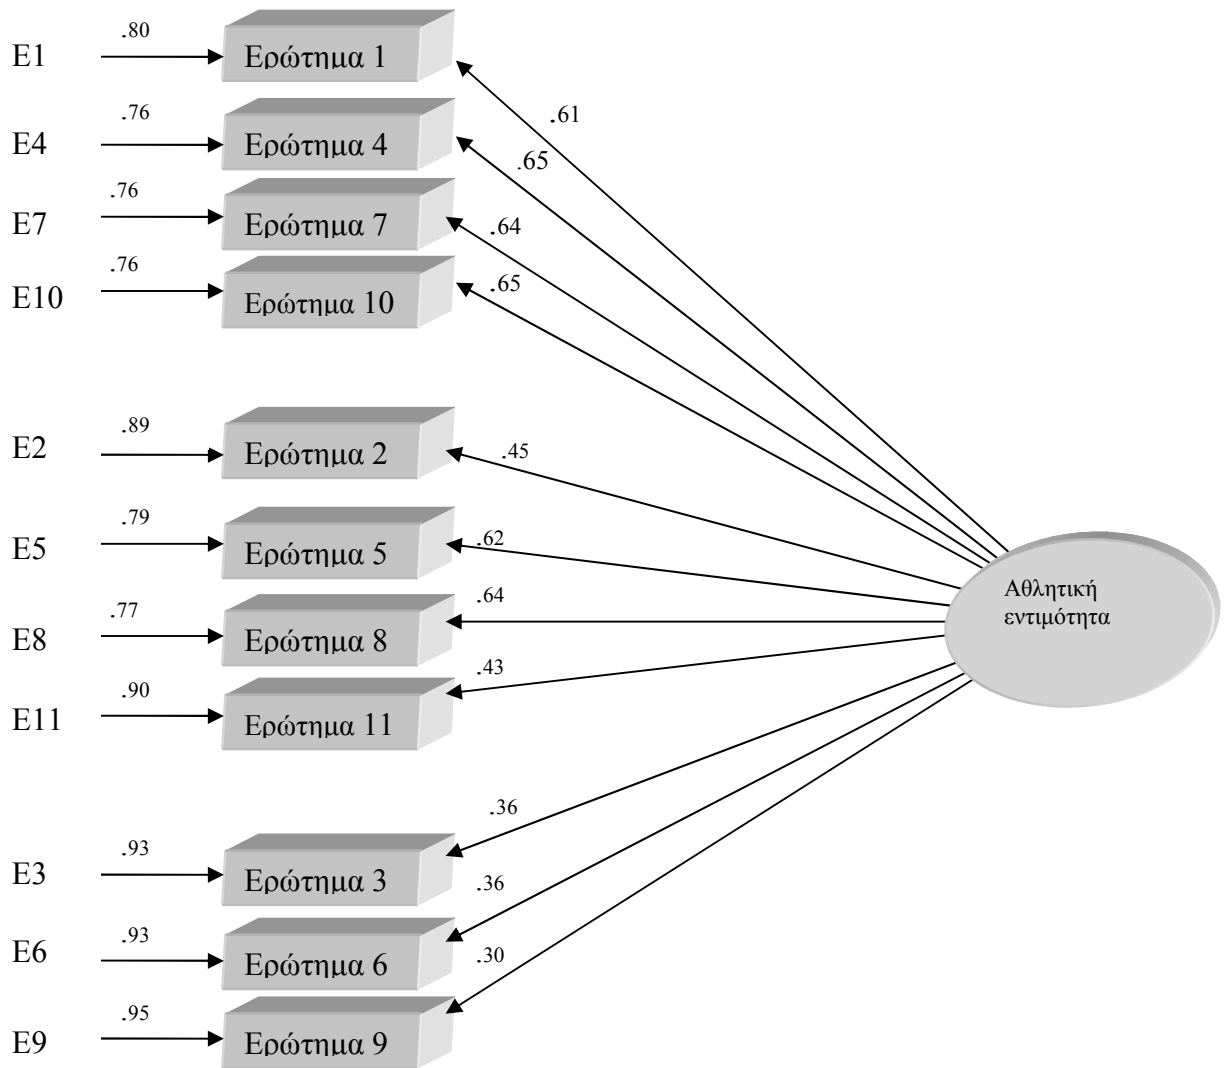 E1 .80 Ερώτημα 1
.61
E4 .76 Ερώτημα 4
.65
E7 .76 Ερώτημα 7
.64
E10 .76 Ερώτημα 10
.65
E2 .89 Ερώτημα 2
.45
E5 .79 Ερώτημα 5
.62
E8 .77 Ερώτημα 8
.64
E11 .90 Ερώτημα 11
.43
Αθλητική
εντιμότητα
E3 .93 Ερώτημα 3
.36
E6 .93 Ερώτημα 6
.36
E9 .95 Ερώτημα 9
.30